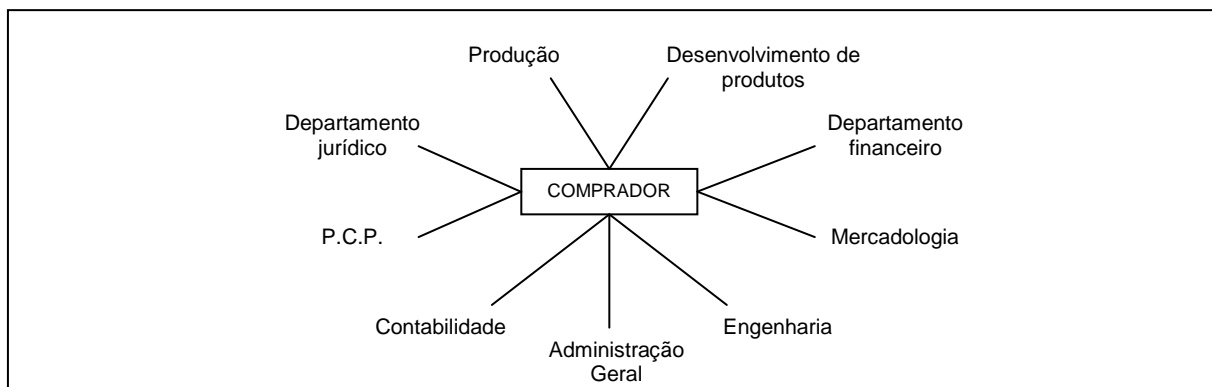 Produção
Desenvolvimento de
produtos
Departamento
jurídico
Departamento
financeiro
COMPRADOR
P.C.P.
Mercadologia
Contabilidade
Engenharia
Administração
Geral